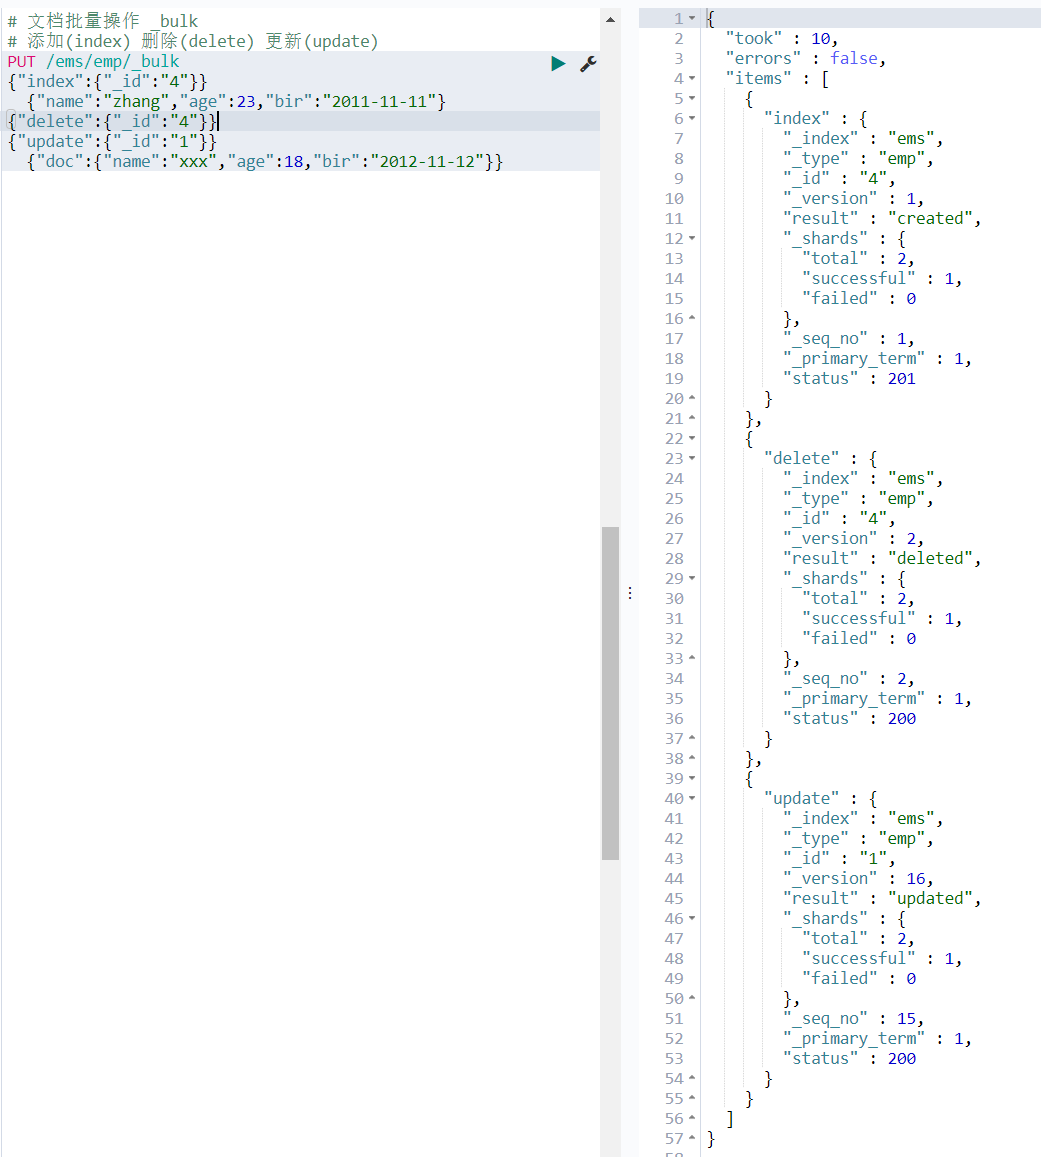 # 文档批量操作 _bulk
# 添加(index) 删除(delete) 更新(update)
PUT /ems/emp/_bulk
{"index":{"_id":"4"}}
  {"name":"zhang","age":23,"bir":"2011-11-11"}
{"delete":{"_id":"4"}}
{"update":{"_id":"1"}}
  {"doc":{"name":"xxx","age":18,"bir":"2012-11-12"}}
1 {
2   "took" : 10,
3   "errors" : false,
4   "items" : [
5     {
6       "index" : {
7         "_index" : "ems",
8         "_type" : "emp",
9         "_id" : "4",
10         "_version" : 1,
11         "result" : "created",
12         "_shards" : {
13           "total" : 2,
14           "successful" : 1,
15           "failed" : 0
16         },
17         "_seq_no" : 1,
18         "_primary_term" : 1,
19         "status" : 201
20       }
21     },
22     {
23       "delete" : {
24         "_index" : "ems",
25         "_type" : "emp",
26         "_id" : "4",
27         "_version" : 2,
28         "result" : "deleted",
29         "_shards" : {
30           "total" : 2,
31           "successful" : 1,
32           "failed" : 0
33         },
34         "_seq_no" : 2,
35         "_primary_term" : 1,
36         "status" : 200
37       }
38     },
39     {
40       "update" : {
41         "_index" : "ems",
42         "_type" : "emp",
43         "_id" : "1",
44         "_version" : 16,
45         "result" : "updated",
46         "_shards" : {
47           "total" : 2,
48           "successful" : 1,
49           "failed" : 0
50         },
51         "_seq_no" : 15,
52         "_primary_term" : 1,
53         "status" : 200
54       }
55     }
56   ]
57 }
58